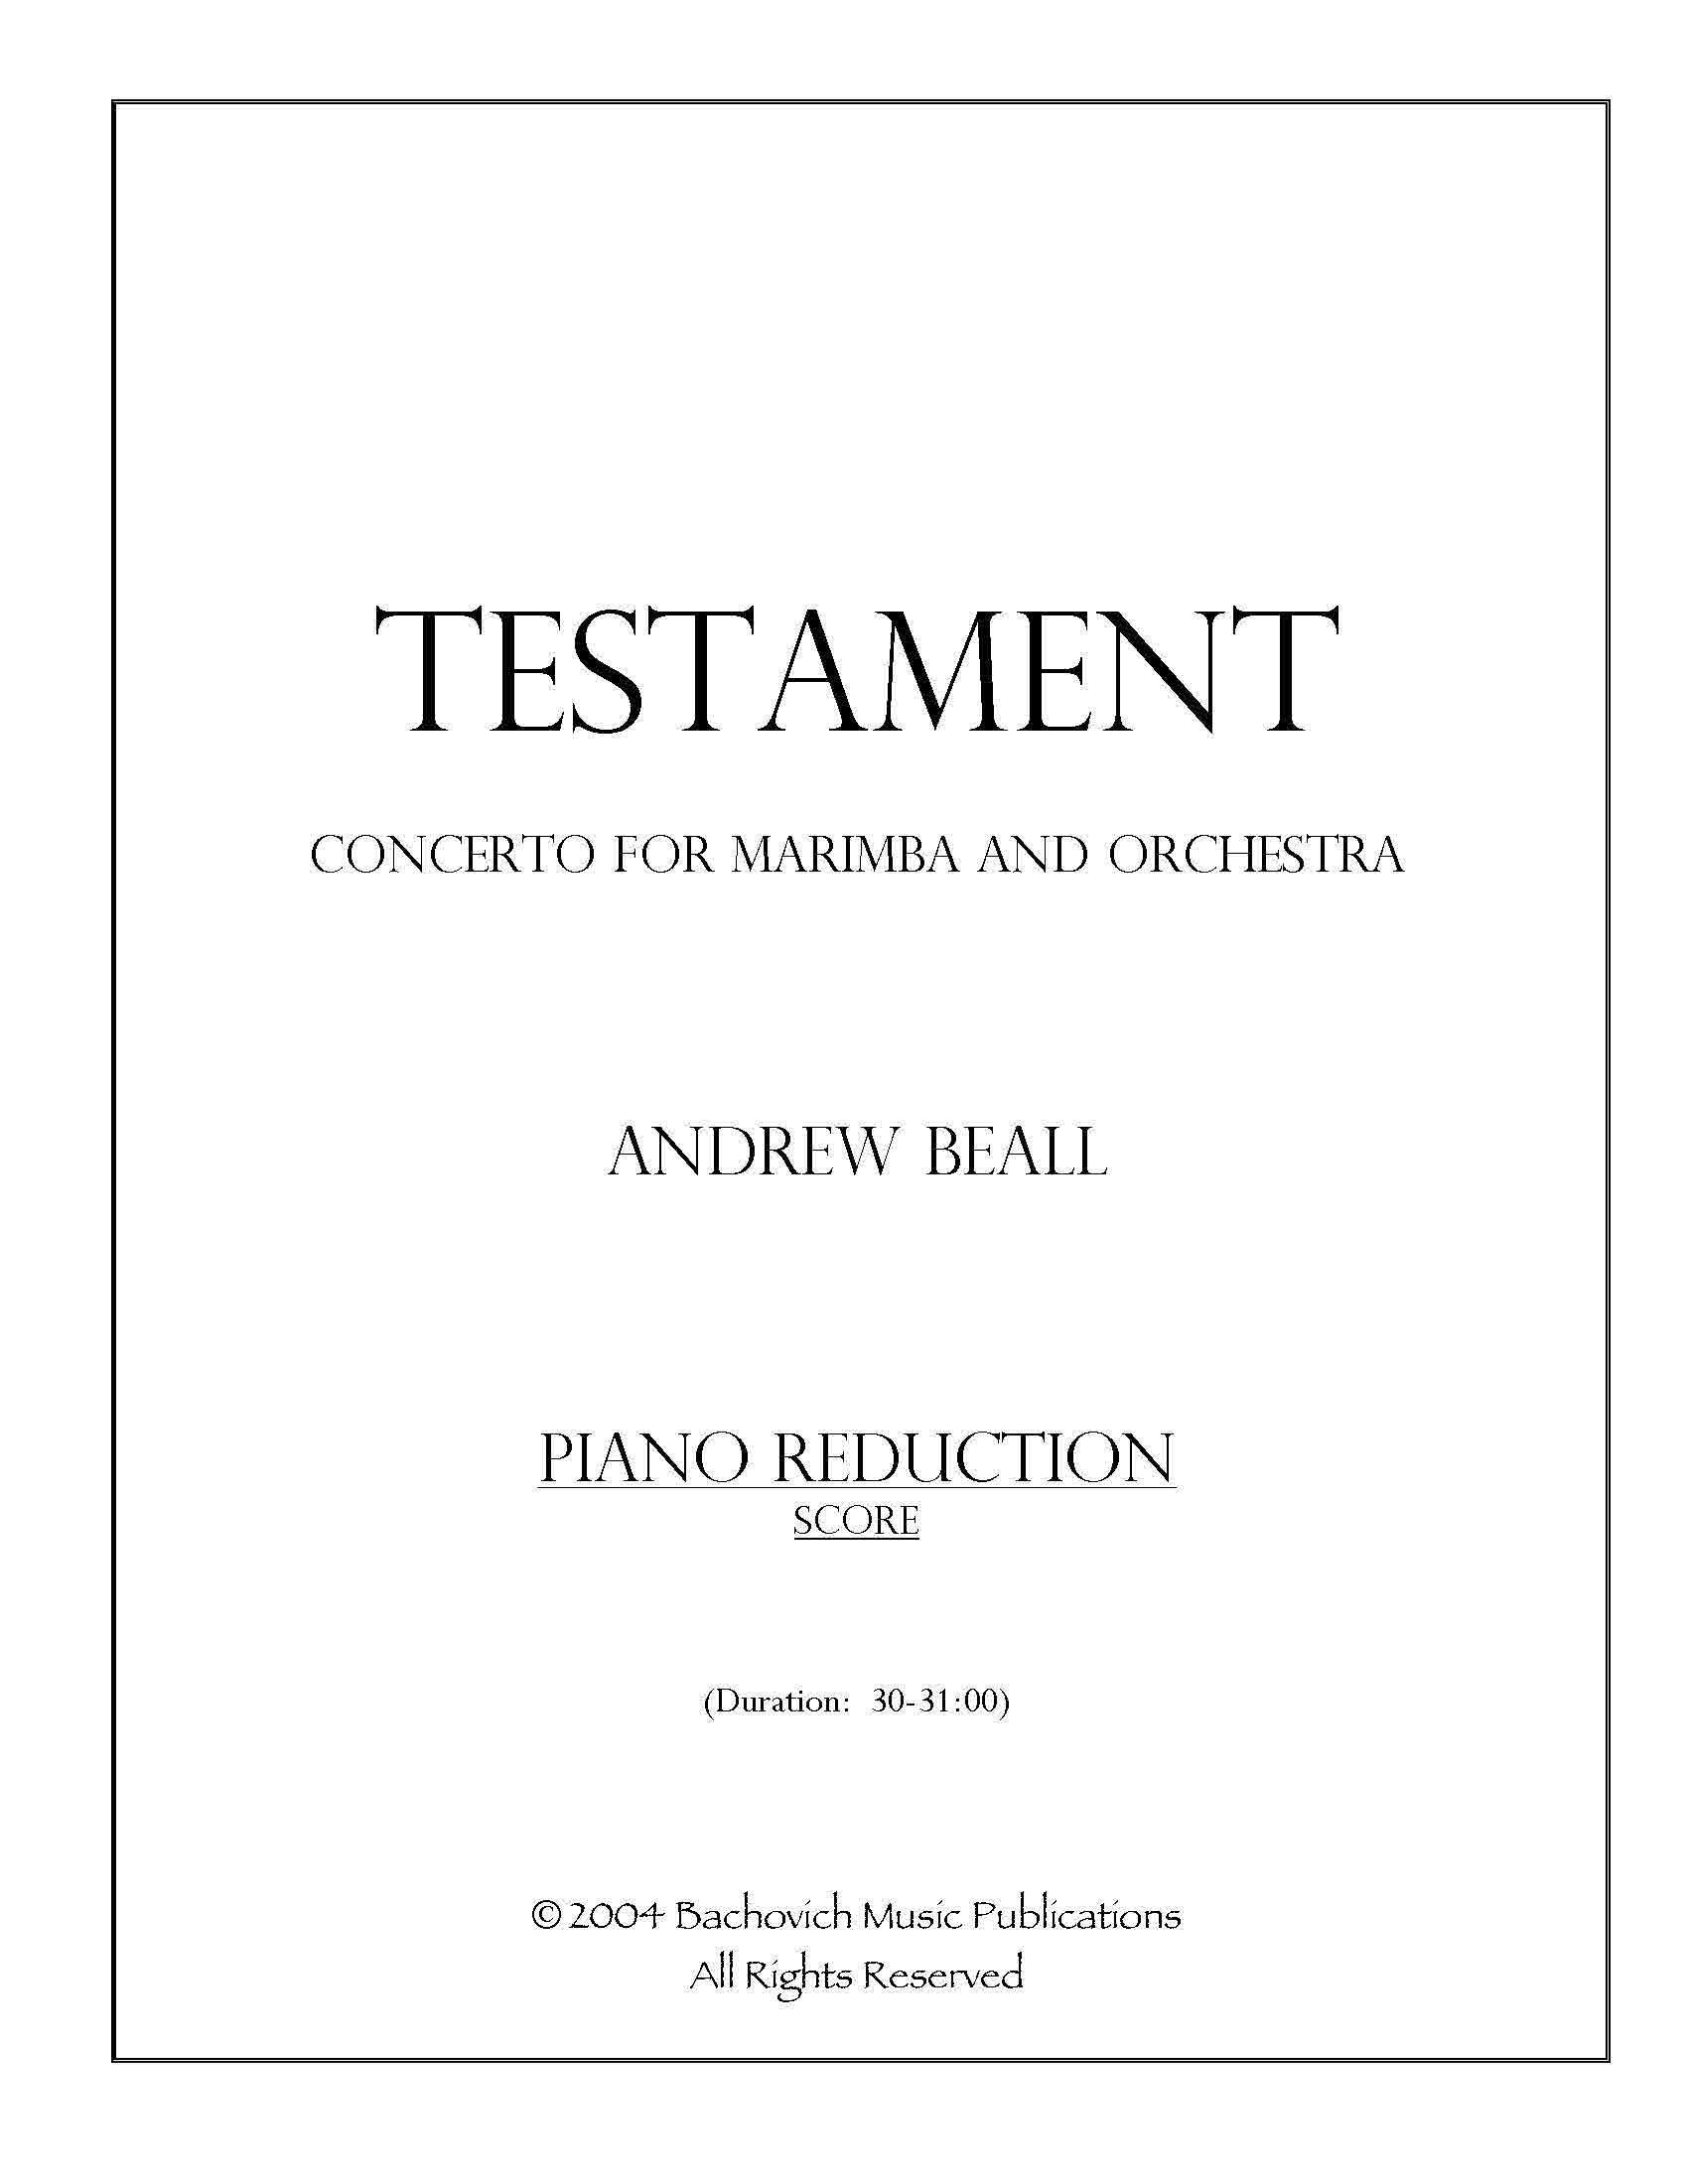 TESTAMENT
CONCERTO FOR MARIMBA AND ORCHESTRA
ANDREW BEALL
PIANO REDUCTION
SCORE
(Duration: 30-31:00)
© 2004 Bachovich Music Publications
All Rights Reserved